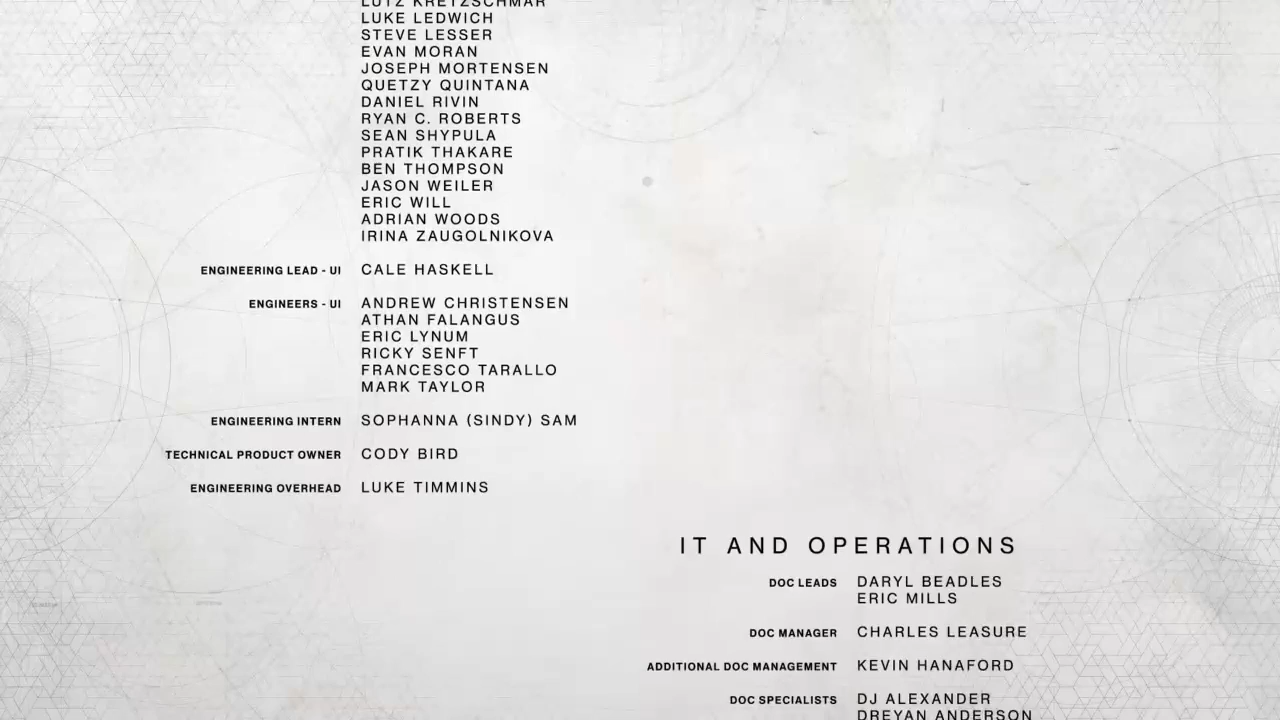 LUTZ KRETZSCHMAR
LUKE LEDWICH
STEVE LESSER
EVAN MORAN
JOSEPH MORTENSEN
QUETZY QUINTANA
DANIEL RIVIN
RYAN C. ROBERTS
SEAN SHYPULA
PRATIK THAKARE
BEN THOMPSON
JASON WEILER
ERIC WILL
ADRIAN WOODS
IRINA ZAUGOLNIKOVA
ENGINEERING LEAD - UI CALE HASKELL
ENGINEERS - UI ANDREW CHRISTENSEN
ATHAN FALANGUS
ERIC LYNUM
RICKY SENFT
FRANCESCO TARALLO
MARK TAYLOR
ENGINEERING INTERN SOPHANNA (SINDY) SAM
TECHNICAL PRODUCT OWNER CODY BIRD
ENGINEERING OVERHEAD LUKE TIMMINS
IT AND OPERATIONS
DOC LEADS DARYL BEADLES
ERIC MILLS
DOC MANAGER CHARLES LEASURE
ADDITIONAL DOC MANAGEMENT KEVIN HANAFORD
DOC SPECIALISTS DJ ALEXANDER
DREYAN ANDERSON